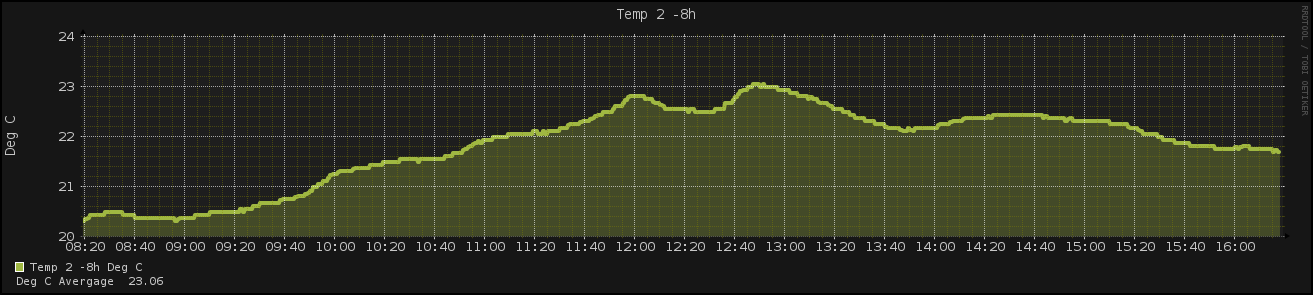 Temp 2 -8h
RRDTOOL / TOBI OETIKER
Deg C
24
23
22
21
20
08:20 08:40 09:00 09:20 09:40 10:00 10:20 10:40 11:00 11:20 11:40 12:00 12:20 12:40 13:00 13:20 13:40 14:00 14:20 14:40 15:00 15:20 15:40 16:00
Temp 2 -8h Deg C
Deg C Avergage 23.06